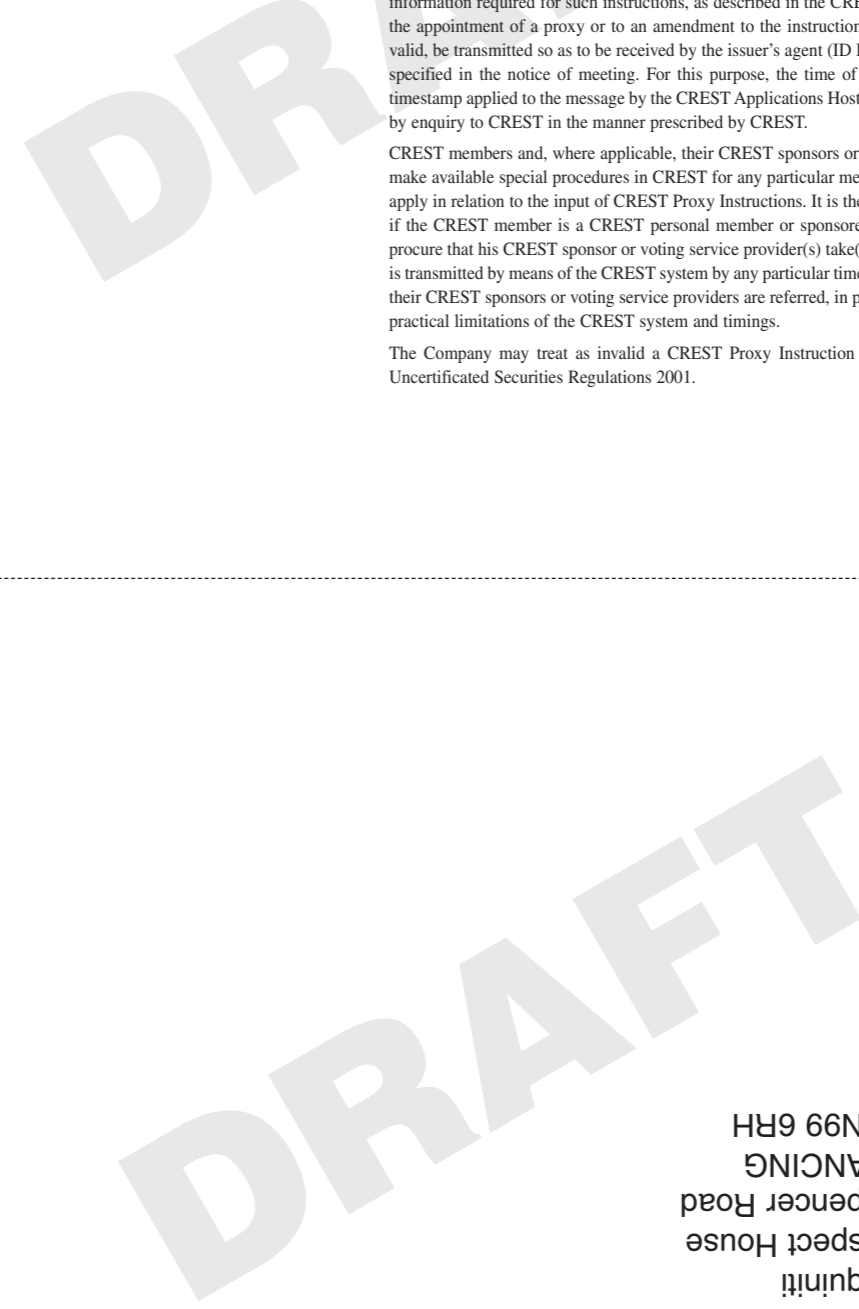 DRA
information required for such instructions, as described in the CRE
the appointment of a proxy or to an amendment to the instruction
valid, be transmitted so as to be received by the issuer's agent (ID
specified in the notice of meeting. For this purpose, the time of
timestamp applied to the message by the CREST Applications Host
by enquiry to CREST in the manner prescribed by CREST.
CREST members and, where applicable, their CREST sponsors or
make available special procedures in CREST for any particular me
apply in relation to the input of CREST Proxy Instructions. It is the
if the CREST member is a CREST personal member or sponsore
procure that his CREST sponsor or voting service provider(s) take(
is transmitted by means of the CREST system by any particular time
their CREST sponsors or voting service providers are referred, in p
practical limitations of the CREST system and timings.
The Company may treat as invalid a CREST Proxy Instruction
Uncertificated Securities Regulations 2001.
DRAFT
quiniti
spect House
pencer Road
ANCING
N99 6RH